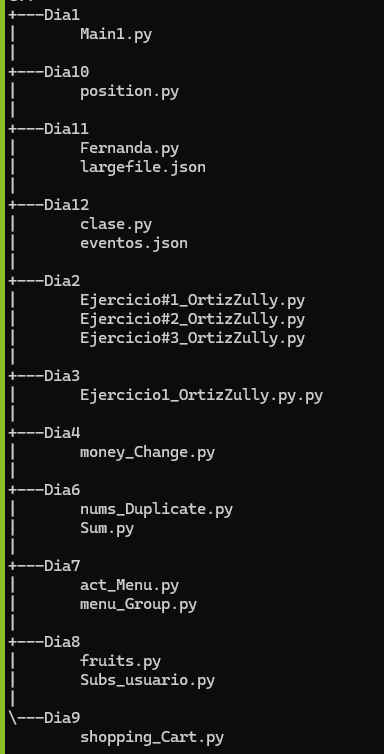 +---Dia1
|       Main1.py
|
+---Dia10
|       position.py
|
+---Dia11
|       Fernanda.py
|       largefile.json
|
+---Dia12
|       clase.py
|       eventos.json
|
+---Dia2
|       Ejercicio#1_OrtizZully.py
|       Ejercicio#2_OrtizZully.py
|       Ejercicio#3_OrtizZully.py
|
+---Dia3
|       Ejercicio1_OrtizZully.py.py
|
+---Dia4
|       money_Change.py
|
+---Dia6
|       nums_Duplicate.py
|       Sum.py
|
+---Dia7
|       act_Menu.py
|       menu_Group.py
|
+---Dia8
|       fruits.py
|       Subs_usuario.py
|
\---Dia9
        shopping_Cart.py